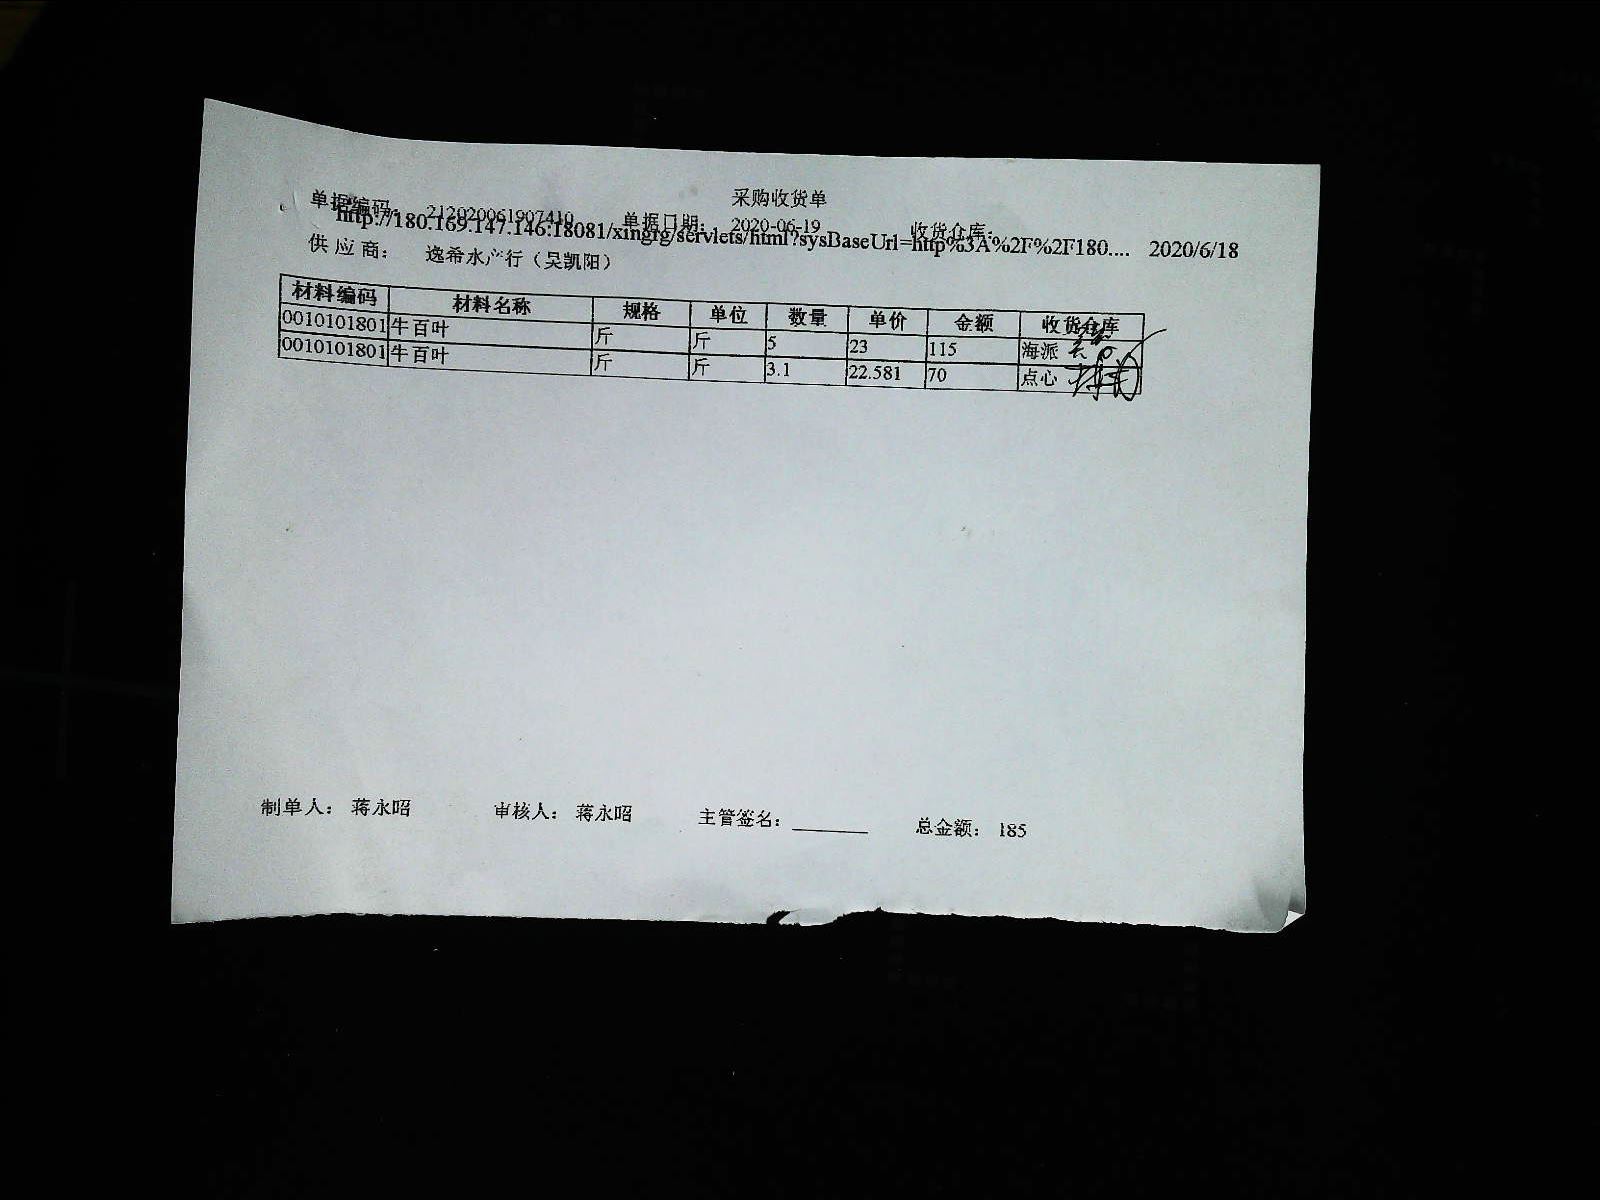 采购收货单
单据编码： 212020061907410 单据日期： 2020-06-19 收货仓库：
http://180.169.147.146:18081/xingrg/servlets/html?sysBaseUrl=http%3A%2F%2F180.... 2020/6/18
供 应 商： 逸希水产行（吴凯阳）
材料编码 材料名称 规格 单位 数量 单价 金额 收货仓库
0010101801 牛百叶 斤 斤 5 23 115 海派
0010101801 牛百叶 斤 斤 3.1 22.581 70 点心
制单人： 蒋永昭 审核人： 蒋永昭 主管签名： 总金额： 185